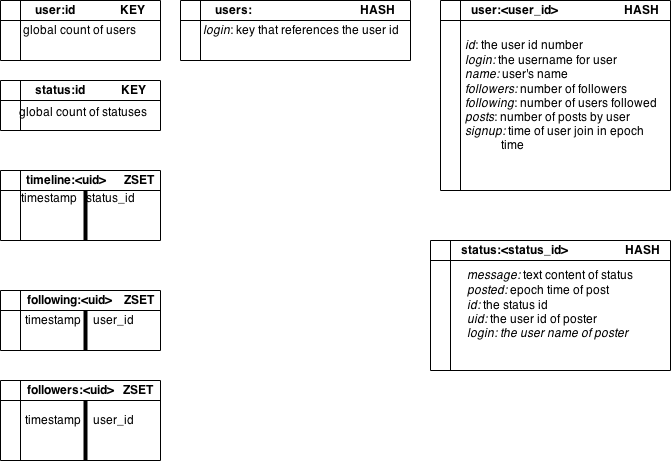 user:id KEY
global count of users
users: HASH
login: key that references the user id
user:<user_id> HASH
id: the user id number
login: the username for user
name: user's name
followers: number of followers
following: number of users followed
posts: number of posts by user
signup: time of user join in epoch
time
status:id KEY
global count of statuses
timeline:<uid> ZSET
timestamp status_id
status:<status_id> HASH
message: text content of status
posted: epoch time of post
id: the status id
uid: the user id of poster
login: the user name of poster
following:<uid> ZSET
timestamp user_id
followers:<uid> ZSET
timestamp user_id